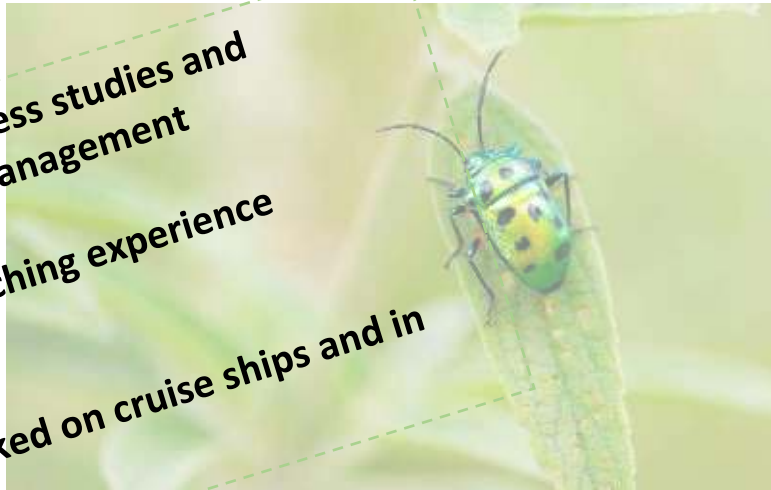 ess studies and
anagement
ching experience
ked on cruise ships and in